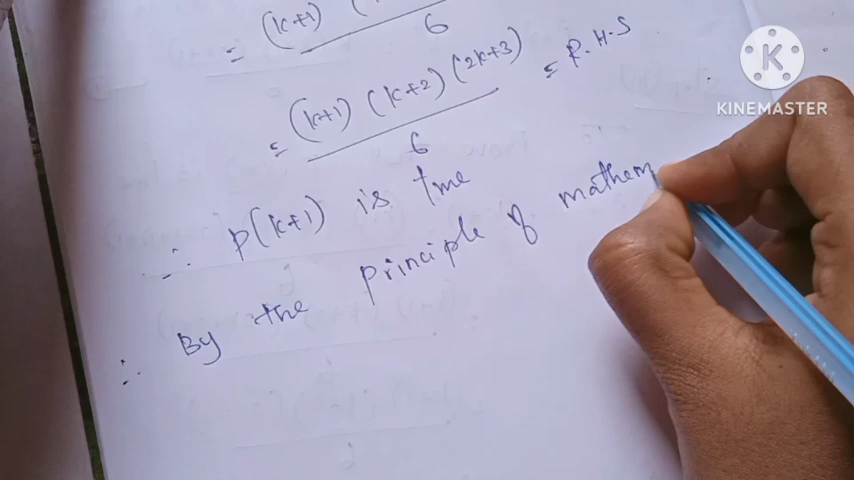 = (k+1) (
6
= (k+1) (k+2) (2k+3) = R.H.S
6
∴ p(k+1) is true
∴ By the principle of mathem
K
KINEMASTER